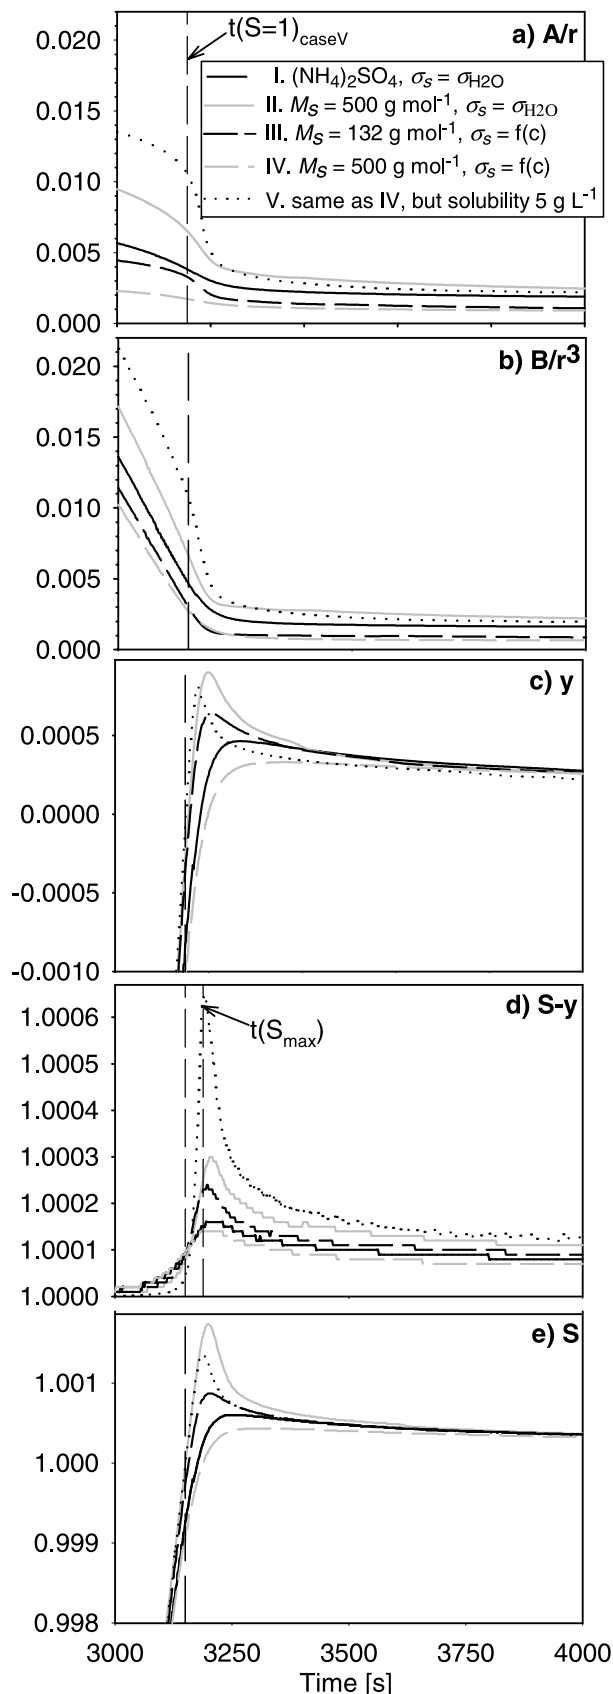 0.020
a) A/r
t(S=1)caseV
I. (NH4)2SO4, σs = σH2O
0.015
II. Ms = 500 g mol-1, σs = σH2O
III. Ms = 132 g mol-1, σs = f(c)
0.010
IV. Ms = 500 g mol-1, σs = f(c)
V. same as IV, but solubility 5 g L-1
0.005
0.000
b) B/r3
0.020
0.015
0.010
0.005
0.000
c) y
0.0005
0.0000
-0.0005
-0.0010
d) S-y
1.0006
t(Smax)
1.0005
1.0004
1.0003
1.0002
1.0001
1.0000
e) S
1.001
1.000
0.999
0.998
3000 3250 3500 3750 4000
Time [s]